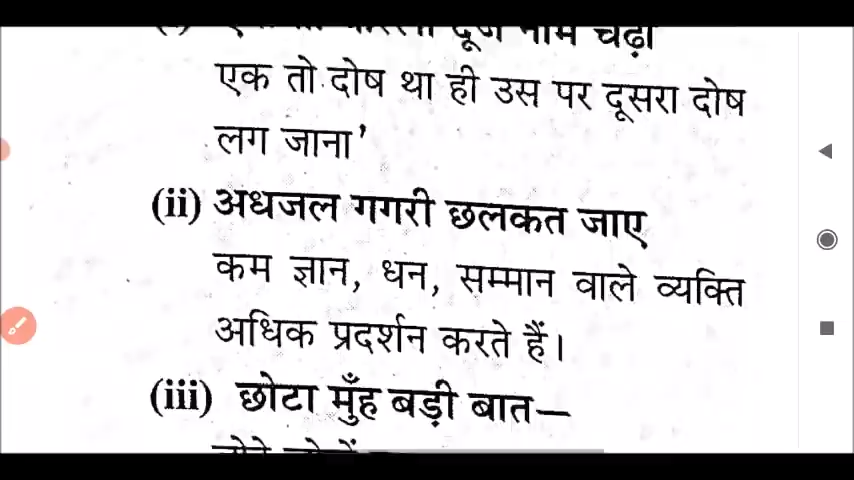 चढ़ा
एक तो दोष था ही उस पर दूसरा दोष
लग जाना'
(ii) अधजल गगरी छलकत जाए
कम ज्ञान, धन, सम्मान वाले व्यक्ति
अधिक प्रदर्शन करते हैं।
(iii) छोटा मुँह बड़ी बात—